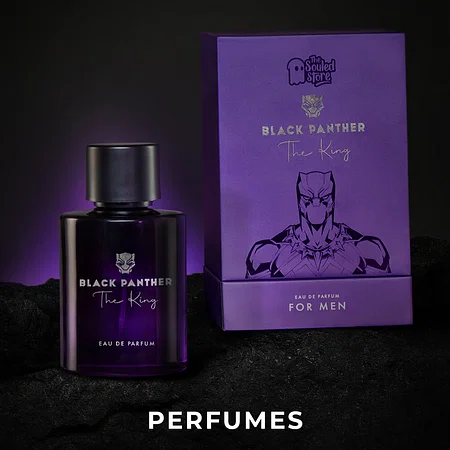 The
Souled
Store
BLACK PANTHER
The King
EAU DE PARFUM
FOR MEN
BLACK PANTHER
The King
EAU DE PARFUM
PERFUMES